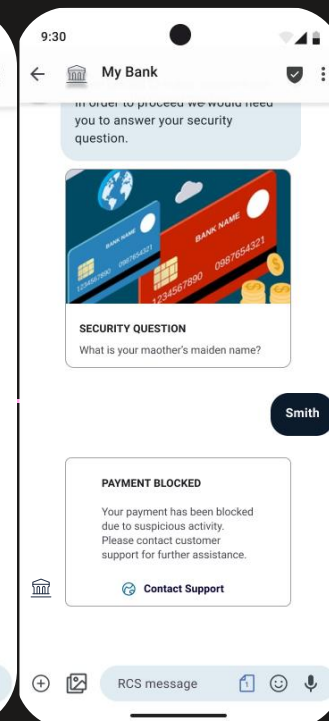 9:30
My Bank
In order to proceed we would need
you to answer your security
question.
BANK NAME
1234567890 0987654321
BANK NAME
1234567890 0987654321
SECURITY QUESTION
What is your maother's maiden name?
Smith
PAYMENT BLOCKED
Your payment has been blocked
due to suspicious activity.
Please contact customer
support for further assistance.
Contact Support
RCS message
1